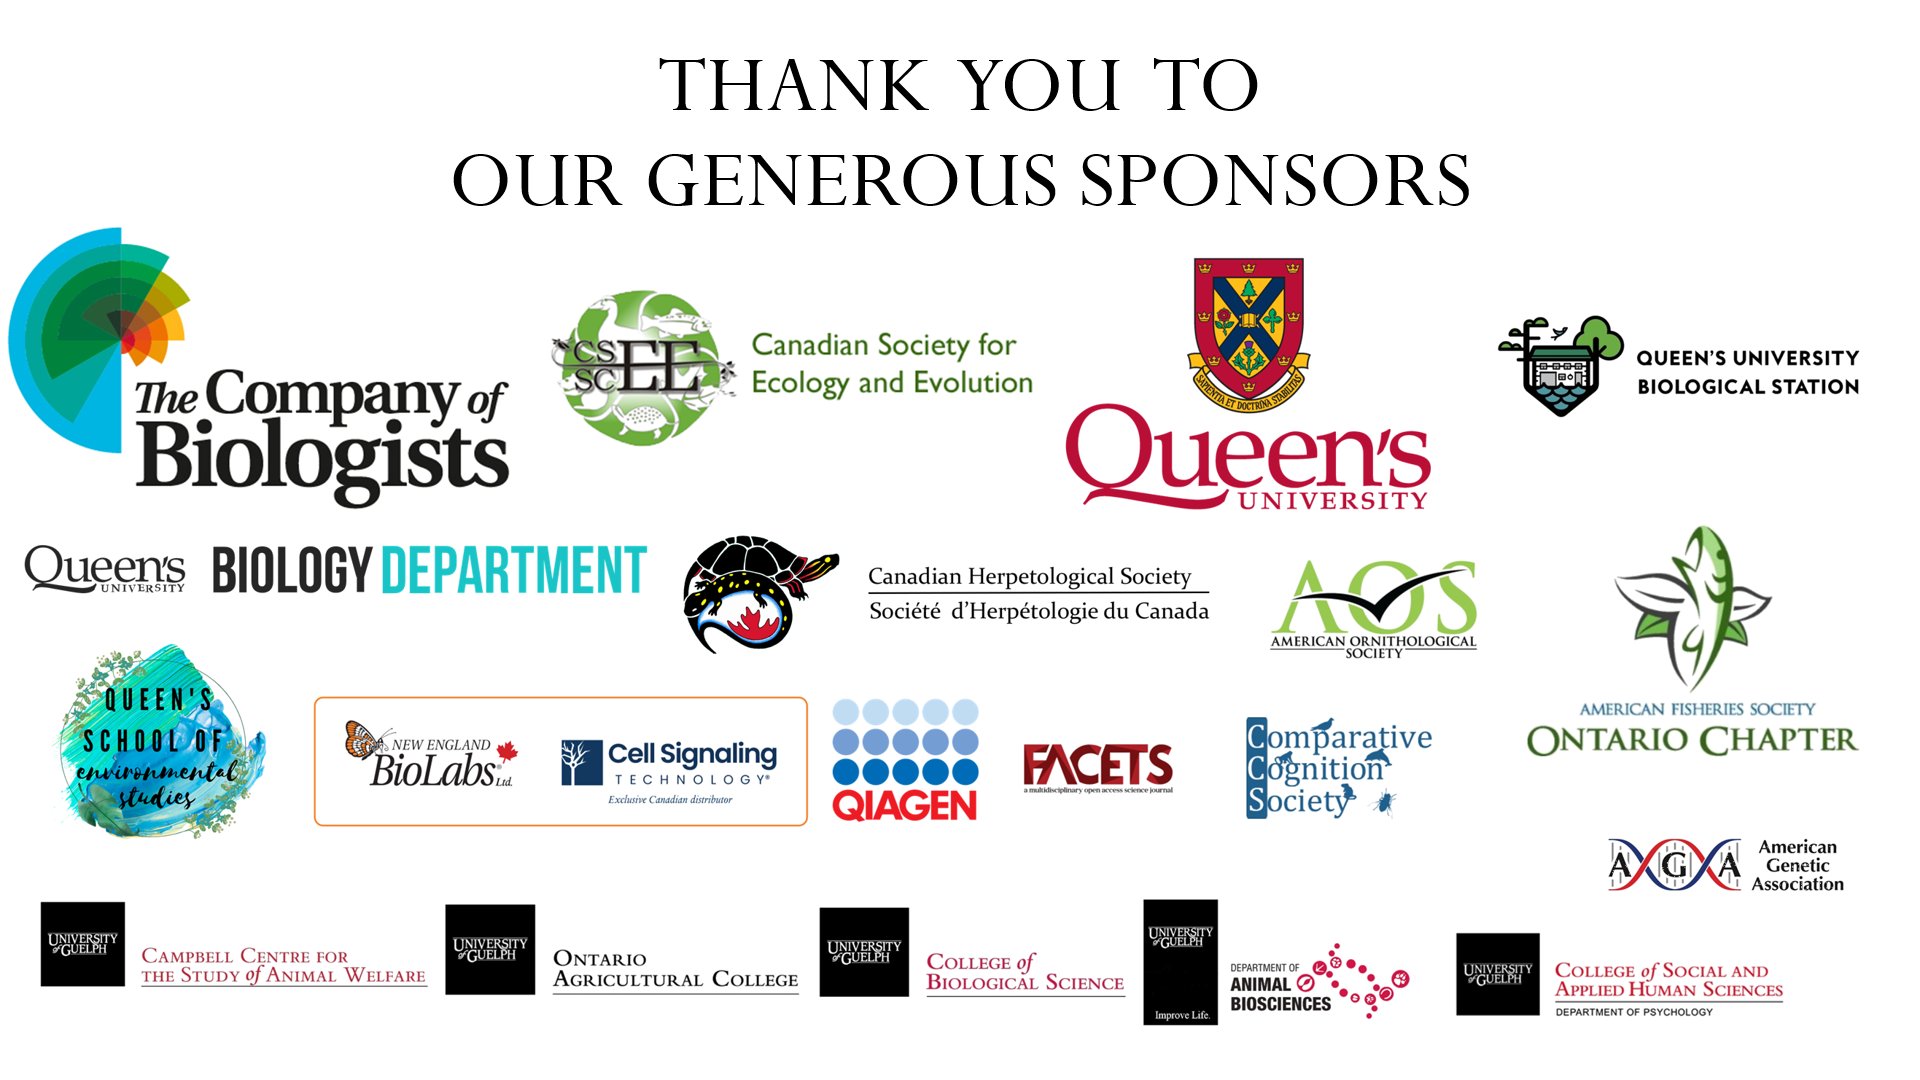 THANK YOU TO
OUR GENEROUS SPONSORS
The Company of
Biologists
CSEE
SCEE
Canadian Society for
Ecology and Evolution
SAPIENTIA ET DOCTRINA STABILITAS
Queen's
UNIVERSITY
QUEEN'S UNIVERSITY
BIOLOGICAL STATION
Queen's
UNIVERSITY
BIOLOGY DEPARTMENT
Canadian Herpetological Society
Société d'Herpétologie du Canada
AOS
AMERICAN ORNITHOLOGICAL
SOCIETY
AMERICAN FISHERIES SOCIETY
ONTARIO CHAPTER
QUEEN'S
SCHOOL OF
environmental
studies
NEW ENGLAND
BioLabs® Ltd.
Cell Signaling
TECHNOLOGY®
Exclusive Canadian distributor
QIAGEN
FACETS
a multidisciplinary open access science journal
Comparative
Cognition
Society
AGA
American
Genetic
Association
UNIVERSITY
of GUELPH
CAMPBELL CENTRE FOR
THE STUDY of ANIMAL WELFARE
UNIVERSITY
of GUELPH
ONTARIO
AGRICULTURAL COLLEGE
UNIVERSITY
of GUELPH
COLLEGE of
BIOLOGICAL SCIENCE
UNIVERSITY
of GUELPH
Improve Life.
DEPARTMENT OF
ANIMAL
BIOSCIENCES
UNIVERSITY
of GUELPH
COLLEGE of SOCIAL AND
APPLIED HUMAN SCIENCES
DEPARTMENT OF PSYCHOLOGY